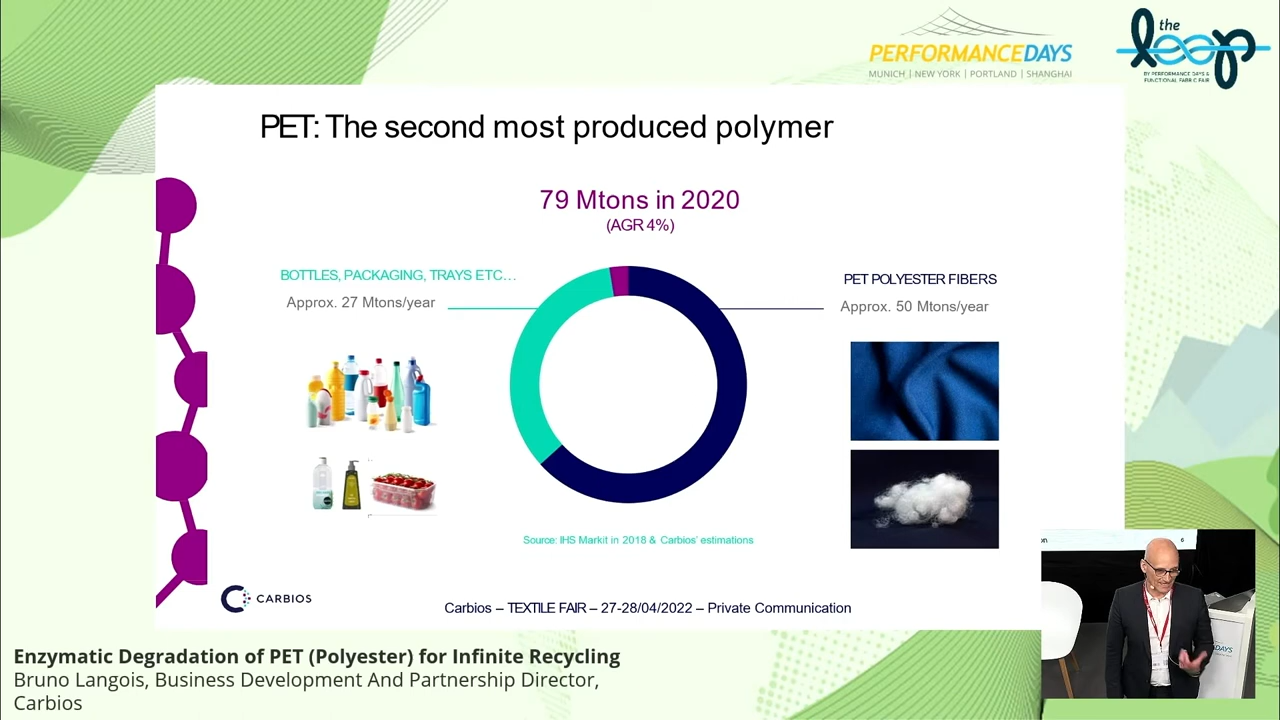 PERFORMANCEDAYS
MUNICH | NEW YORK | PORTLAND | SHANGHAI
the
loop
BY PERFORMANCE DAYS &
FUNCTIONAL FABRIC FAIR
PET: The second most produced polymer
79 Mtons in 2020
(AGR 4%)
BOTTLES, PACKAGING, TRAYS ETC…
Approx. 27 Mtons/year
PET POLYESTER FIBERS
Approx. 50 Mtons/year
Source: IHS Markit in 2018 & Carbios' estimations
CARBIOS
Carbios – TEXTILE FAIR – 27-28/04/2022 – Private Communication
6
DAYS
Enzymatic Degradation of PET (Polyester) for Infinite Recycling
Bruno Langois, Business Development And Partnership Director,
Carbios